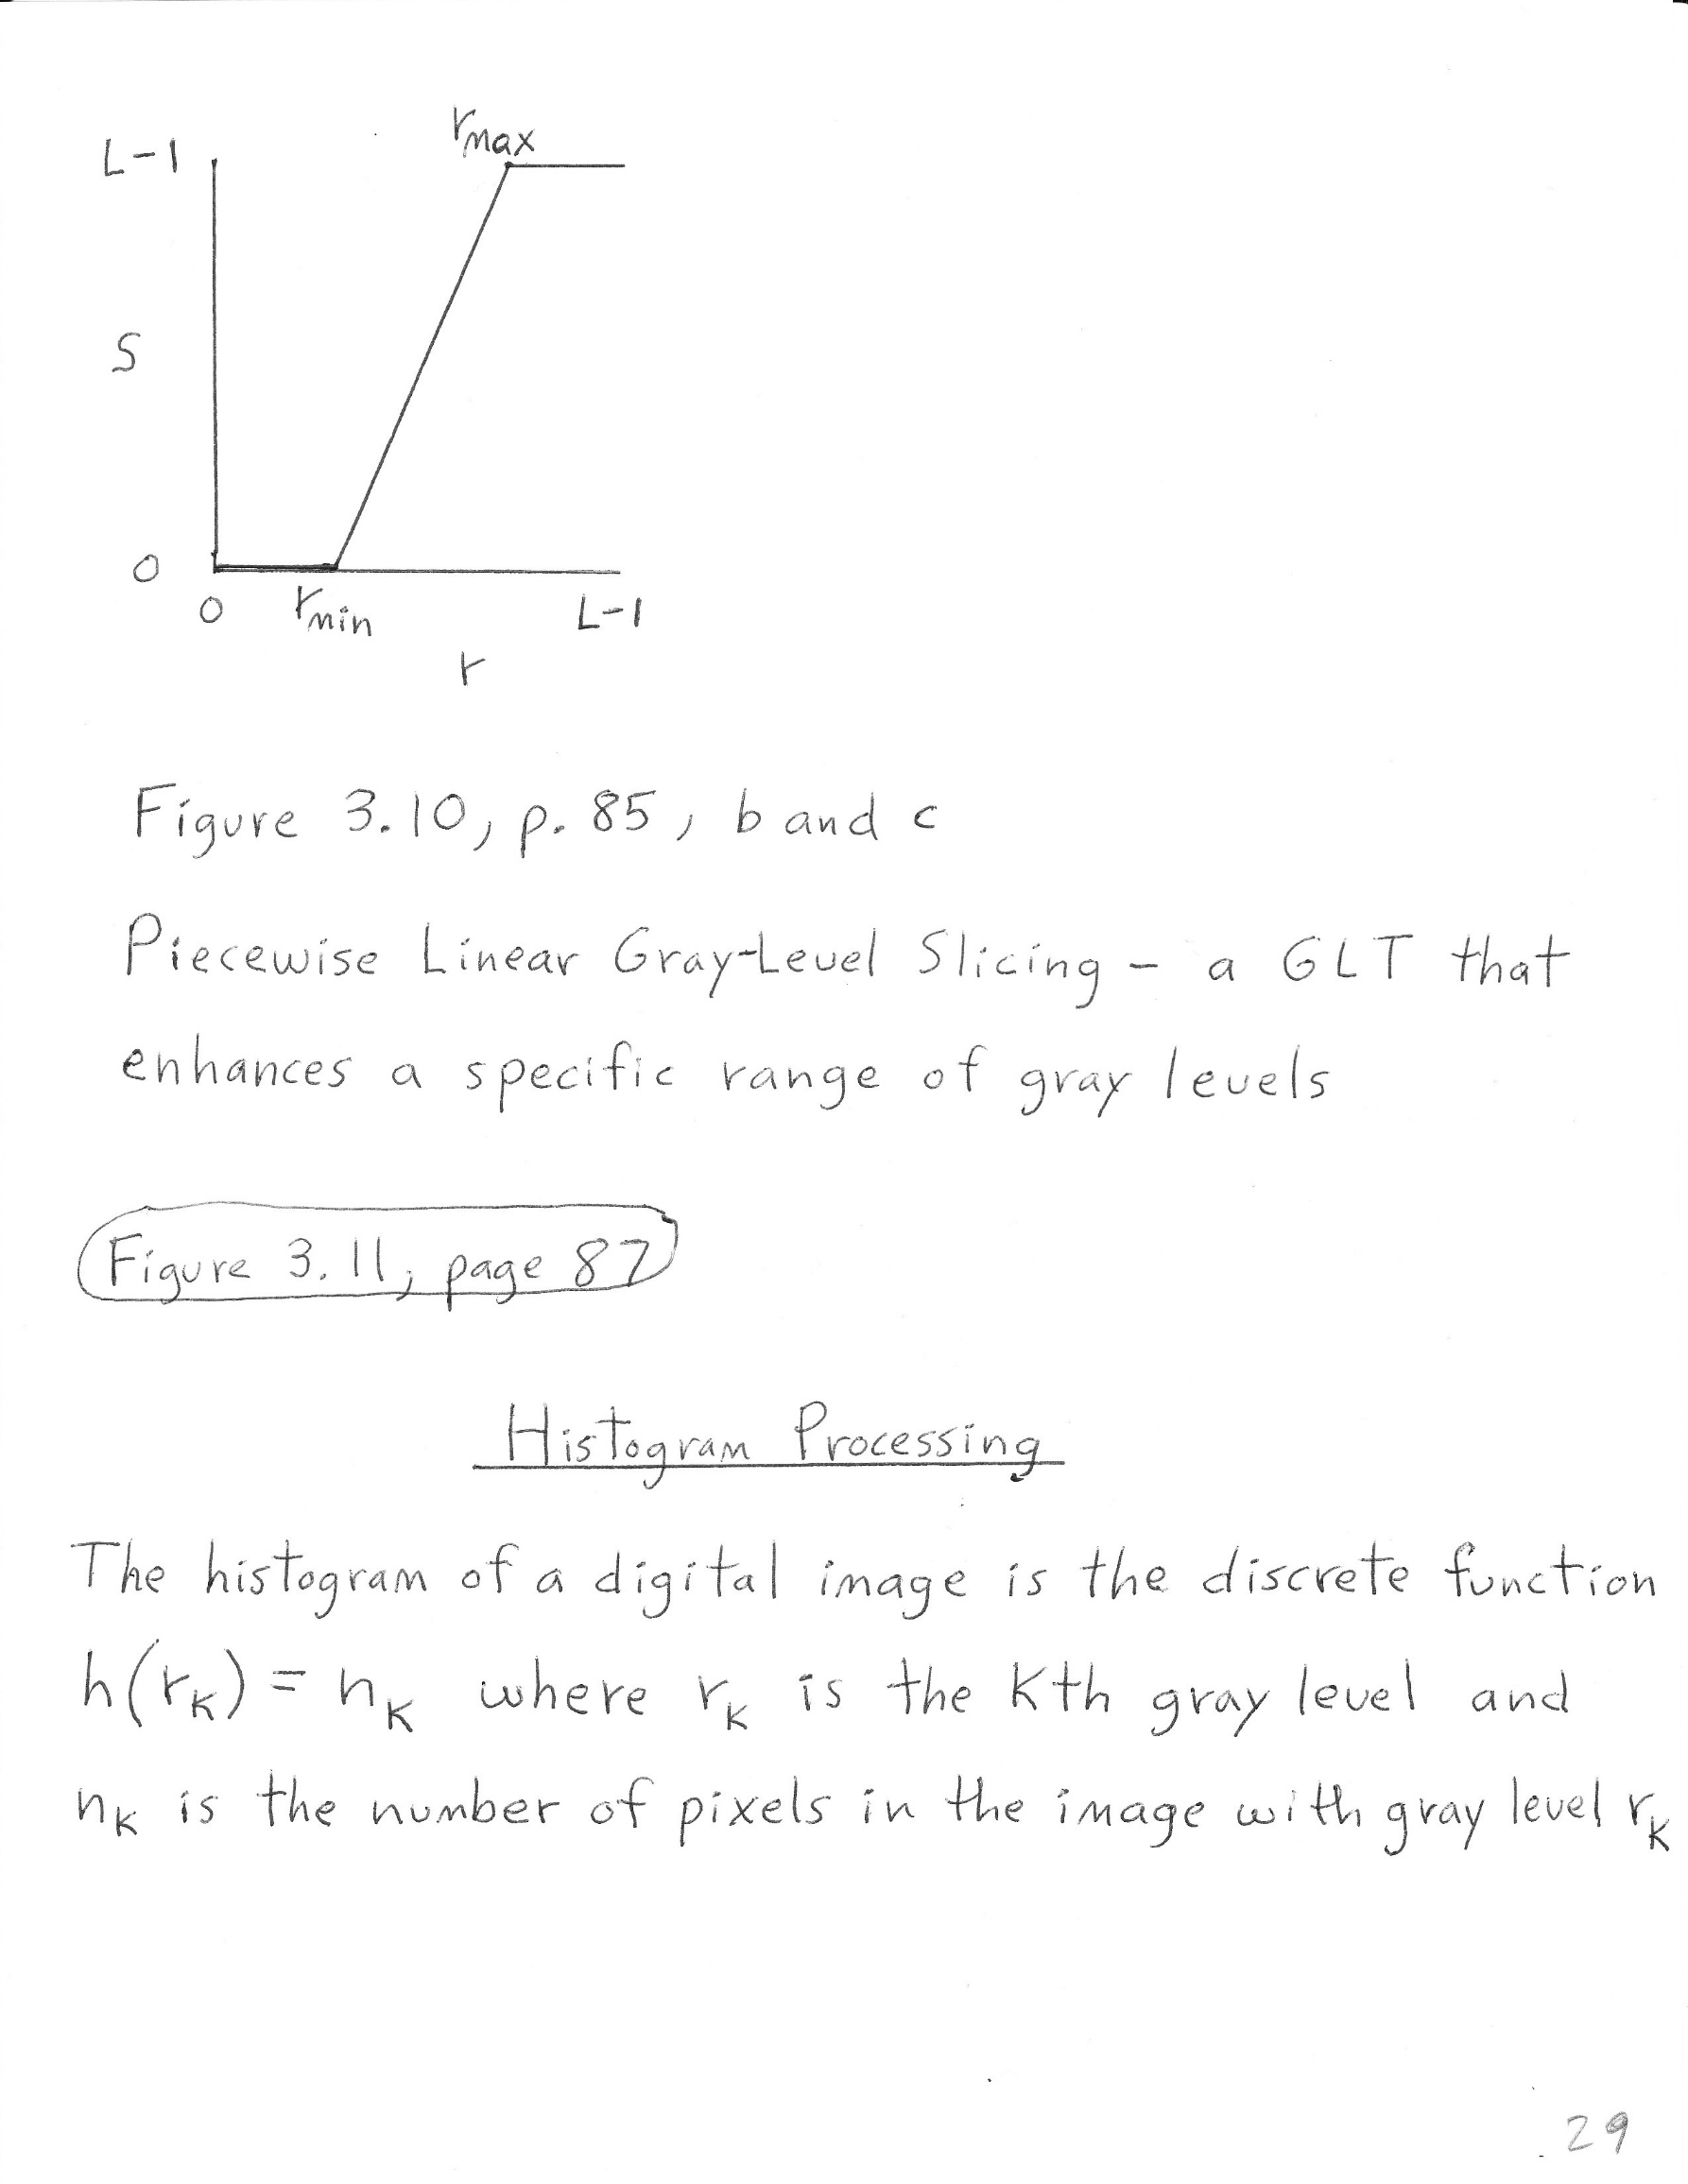 r_max
L-1
S
0
0 r_min L-1
r
Figure 3.10, p. 85, b and c
Piecewise Linear Gray-Level Slicing - a GLT that
enhances a specific range of gray levels
Figure 3.11, page 87
Histogram Processing
The histogram of a digital image is the discrete function
h(r_k) = n_k where r_k is the kth gray level and
n_k is the number of pixels in the image with gray level r_k
29